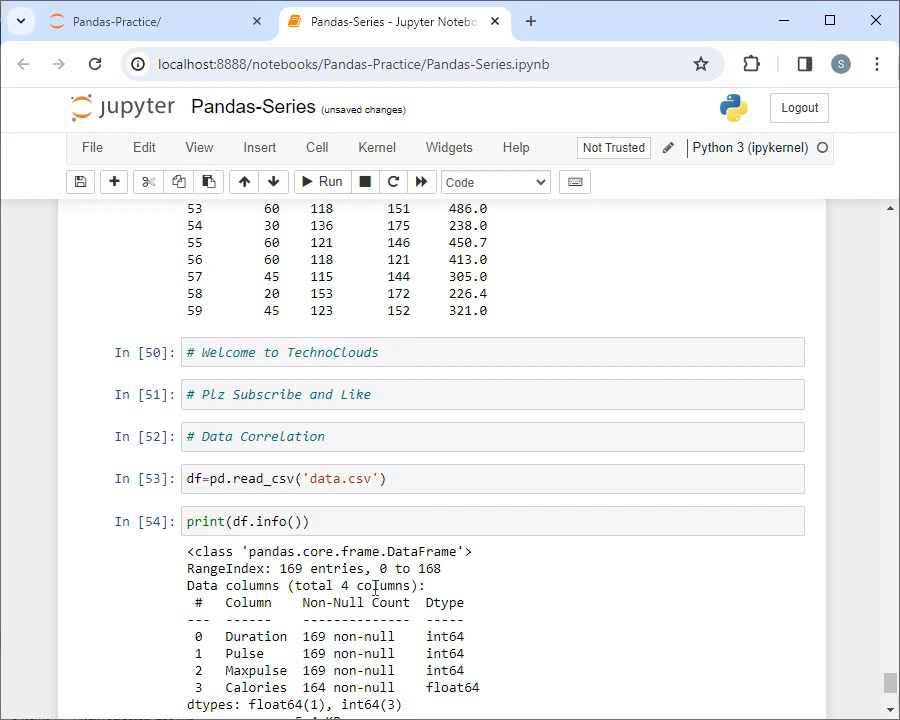 Pandas-Practice/
Pandas-Series - Jupyter Notebo
localhost:8888/notebooks/Pandas-Practice/Pandas-Series.ipynb
S
jupyter Pandas-Series (unsaved changes)
Logout
File Edit View Insert Cell Kernel Widgets Help
Not Trusted
Python 3 (ipykernel)
Run
Code
53 60 118 151 486.0
54 30 136 175 238.0
55 60 121 146 450.7
56 60 118 121 413.0
57 45 115 144 305.0
58 20 153 172 226.4
59 45 123 152 321.0
In [50]: # Welcome to TechnoClouds
In [51]: # Plz Subscribe and Like
In [52]: # Data Correlation
In [53]: df=pd.read_csv('data.csv')
In [54]: print(df.info())
<class 'pandas.core.frame.DataFrame'>
RangeIndex: 169 entries, 0 to 168
Data columns (total 4 columns):
# Column Non-Null Count Dtype
--- ------ -------------- -----
0 Duration 169 non-null int64
1 Pulse 169 non-null int64
2 Maxpulse 169 non-null int64
3 Calories 164 non-null float64
dtypes: float64(1), int64(3)